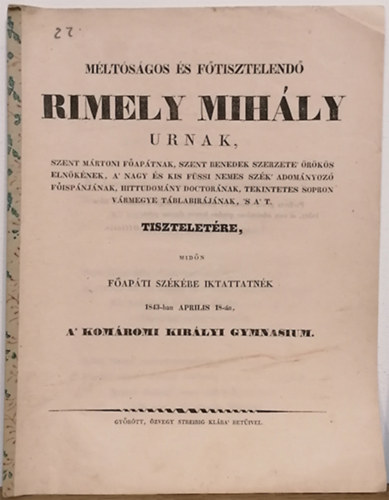 22
MÉLTÓSÁGOS ÉS FŐTISZTELENDŐ
RIMELY MIHÁLY
URNAK,
SZENT MÁRTONI FŐAPÁTNAK, SZENT BENEDEK SZERZETE' ÖRÖKÖS
ELNÖKÉNEK, A' NAGY ÉS KIS FÜSSI NEMES SZÉK' ADOMÁNYOZÓ
FŐISPÁNJÁNAK, HITTUDOMÁNY DOCTORÁNAK, TEKINTETES SOPRON
VÁRMEGYE TÁBLABIRÁJÁNAK, 'S A' T.
TISZTELETÉRE,
MIDŐN
FŐAPÁTI SZÉKÉBE IKTATTATNÉK
1843-ban APRILIS 18-án,
A' KOMÁROMI KIRÁLYI GYMNASIUM.
GYŐRÖTT, ÖZVEGY STREIBIG KLÁRA' BETŰIVEL.